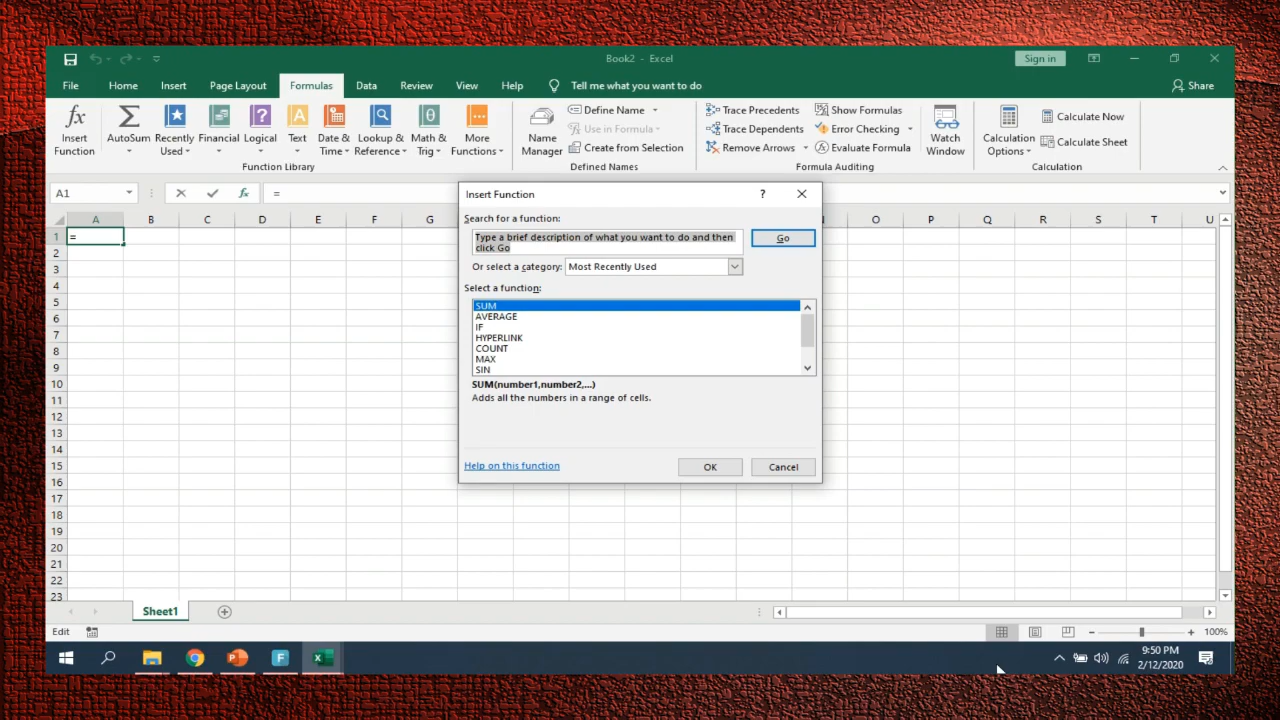 Book2 - Excel
Sign in
File Home Insert Page Layout Formulas Data Review View Help Tell me what you want to do Share
fx Insert Function
AutoSum
Recently Used
Financial
Logical
Text
Date & Time
Lookup & Reference
Math & Trig
More Functions
Function Library
Name Manager
Define Name
Use in Formula
Create from Selection
Defined Names
Trace Precedents
Trace Dependents
Remove Arrows
Show Formulas
Error Checking
Evaluate Formula
Formula Auditing
Watch Window
Calculation Options
Calculate Now
Calculate Sheet
Calculation
A1 fx =
A B C D E F G N O P Q R S T U
1 =
2
3
4
5
6
7
8
9
10
11
12
13
14
15
16
17
18
19
20
21
22
23
Insert Function ?
Search for a function:
Type a brief description of what you want to do and then
click Go
Go
Or select a category: Most Recently Used
Select a function:
SUM
AVERAGE
IF
HYPERLINK
COUNT
MAX
SIN
SUM(number1,number2,...)
Adds all the numbers in a range of cells.
Help on this function
OK Cancel
Sheet1
Edit
100%
9:50 PM
2/12/2020